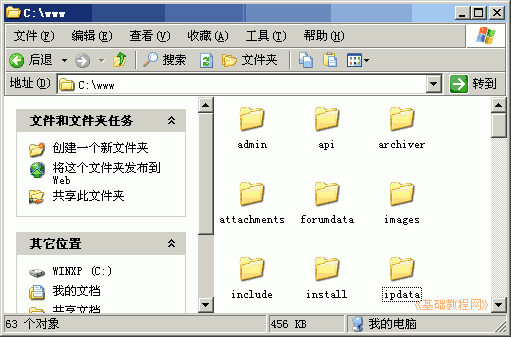 C:\www
文件(F) 编辑(E) 查看(V) 收藏(A) 工具(T) 帮助(H)
后退 搜索 文件夹
地址(D) C:\www 转到
文件和文件夹任务
创建一个新文件夹
将这个文件夹发布到
Web
共享此文件夹
其它位置
WINXP (C:)
我的文档
共享文档
admin api archiver
attachments forumdata images
include install ipdata
《基础教程网》
63 个对象 456 KB 我的电脑